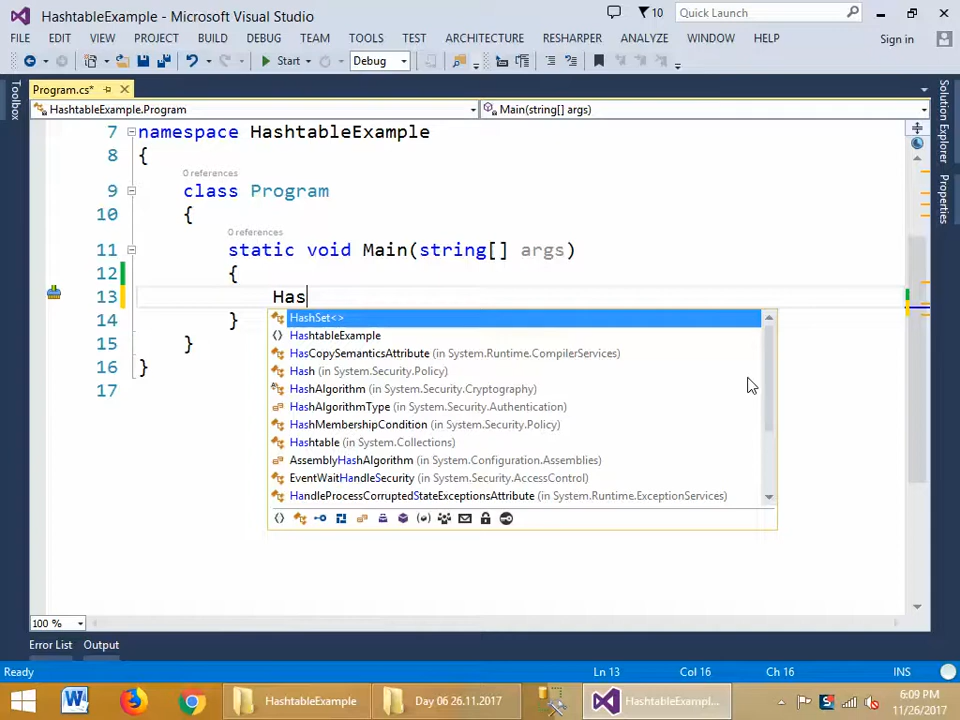 HashtableExample - Microsoft Visual Studio
10
Quick Launch
FILE EDIT VIEW PROJECT BUILD DEBUG TEAM TOOLS TEST ARCHITECTURE RESHARPER ANALYZE WINDOW HELP Sign in
Start Debug
Toolbox
Program.cs*
HashtableExample.Program Main(string[] args)
Solution Explorer
Properties
7 namespace HashtableExample
8 {
0 references
9 class Program
10 {
0 references
11 static void Main(string[] args)
12 {
13 Has
14 }
15 }
16 }
17
HashSet<>
HashtableExample
HasCopySemanticsAttribute (in System.Runtime.CompilerServices)
Hash (in System.Security.Policy)
HashAlgorithm (in System.Security.Cryptography)
HashAlgorithmType (in System.Security.Authentication)
HashMembershipCondition (in System.Security.Policy)
Hashtable (in System.Collections)
AssemblyHashAlgorithm (in System.Configuration.Assemblies)
EventWaitHandleSecurity (in System.Security.AccessControl)
HandleProcessCorruptedStateExceptionsAttribute (in System.Runtime.ExceptionServices)
100 %
Error List Output
Ready Ln 13 Col 16 Ch 16 INS
HashtableExample Day 06 26.11.2017 HashtableExampl...
6:09 PM
11/26/2017